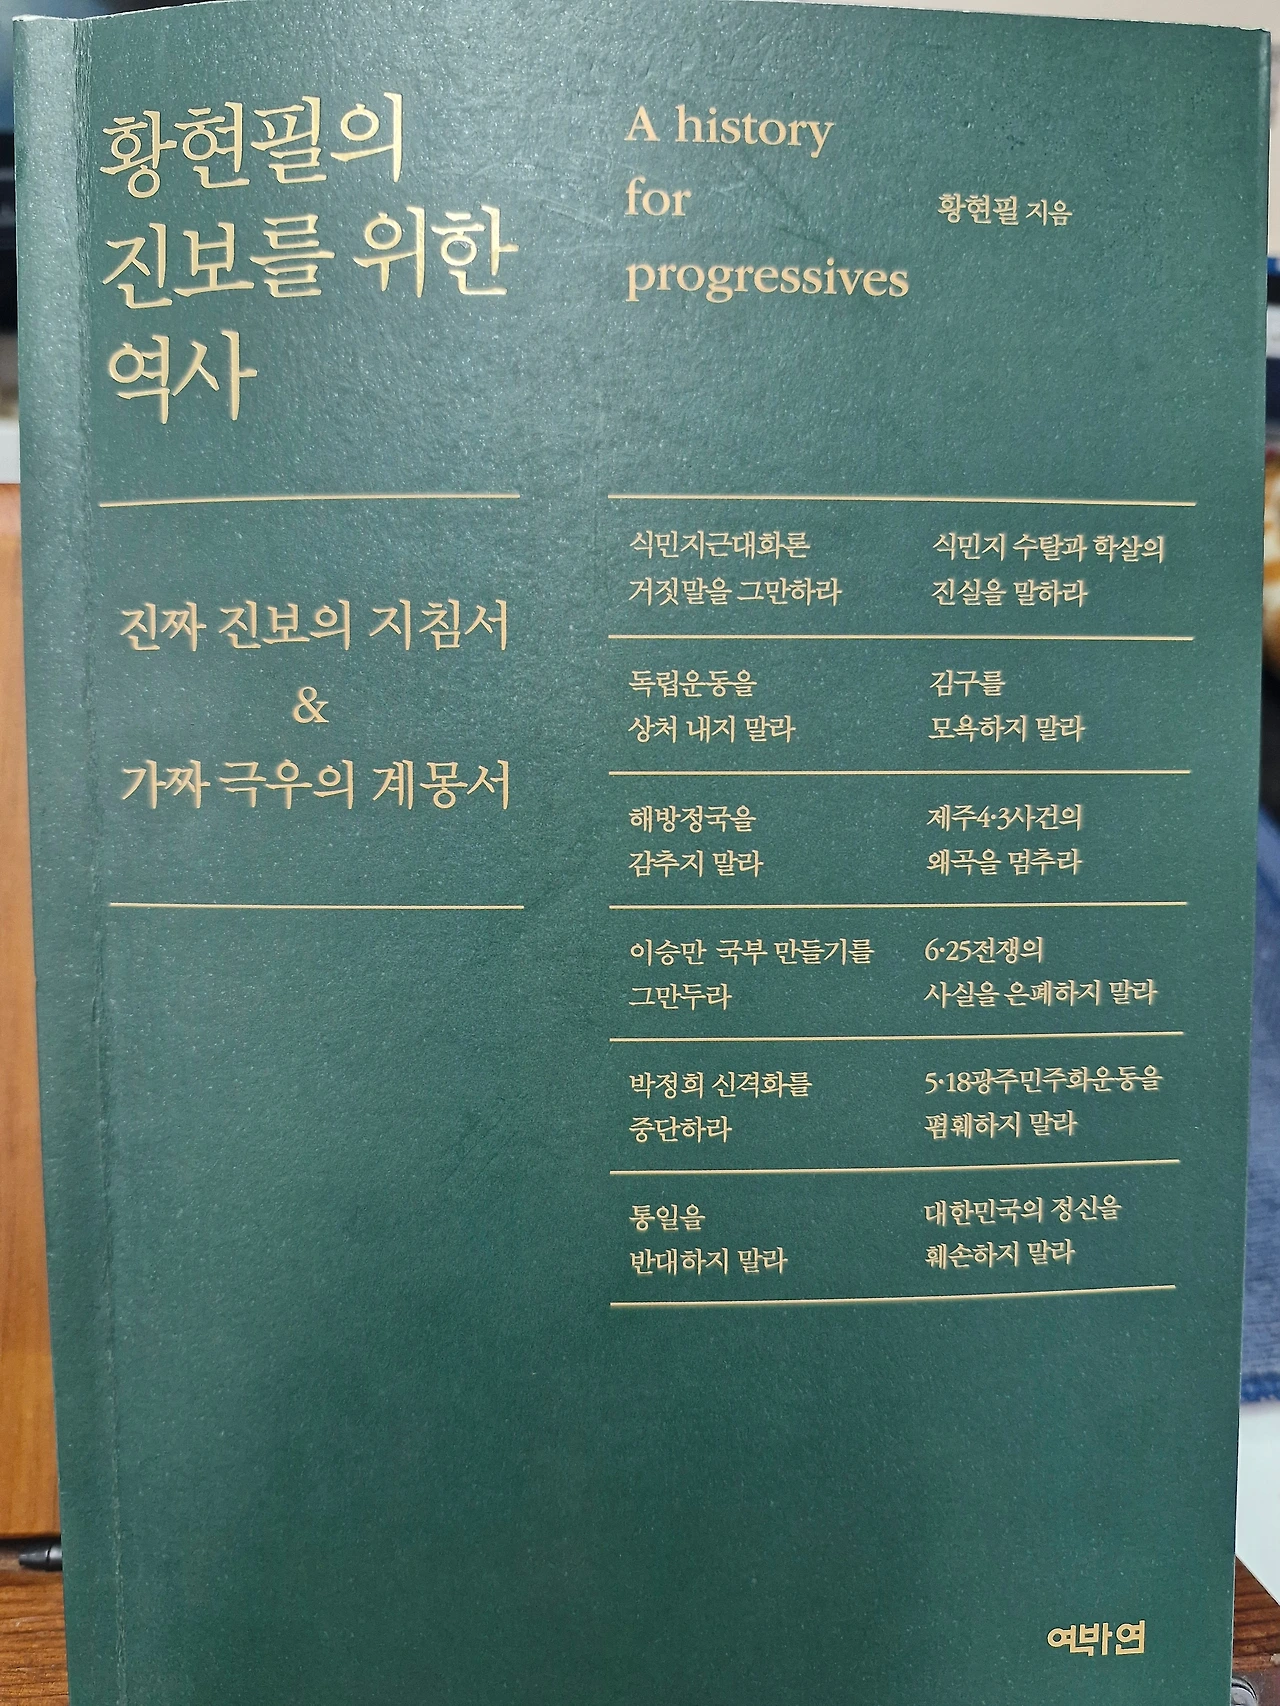 황현필의
진보를 위한
역사
A history
for
progressives
황현필 지음
진짜 진보의 지침서
&
가짜 극우의 계몽서
식민지근대화론
거짓말을 그만하라
식민지 수탈과 학살의
진실을 말하라
독립운동을
상처 내지 말라
김구를
모욕하지 말라
해방정국을
감추지 말라
제주4·3사건의
왜곡을 멈추라
이승만 국부 만들기를
그만두라
6·25전쟁의
사실을 은폐하지 말라
박정희 신격화를
중단하라
5·18광주민주화운동을
폄훼하지 말라
통일을
반대하지 말라
대한민국의 정신을
훼손하지 말라
역바연